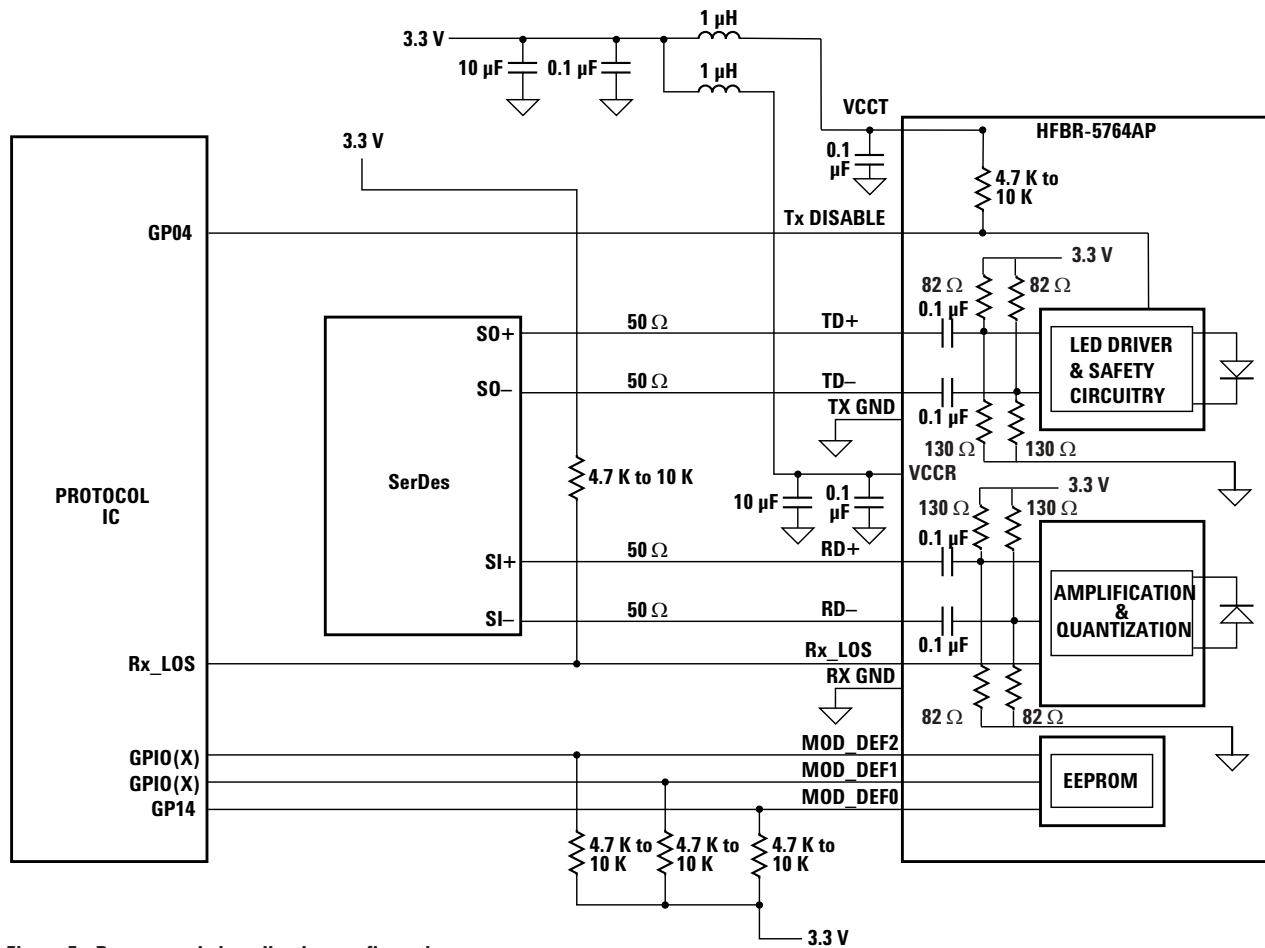 1 µH
3.3 V
10 µF
0.1 µF
1 µH
VCCT
HFBR-5764AP
3.3 V
0.1
µF
4.7 K to
10 K
GP04
Tx DISABLE
3.3 V
82 Ω
82 Ω
0.1 µF
SO+
50 Ω
TD+
LED DRIVER
& SAFETY
CIRCUITRY
SO–
50 Ω
TD–
TX GND
0.1 µF
130 Ω
130 Ω
PROTOCOL
IC
SerDes
4.7 K to 10 K
VCCR
10 µF
0.1
µF
3.3 V
130 Ω
130 Ω
0.1 µF
SI+
50 Ω
RD+
AMPLIFICATION
&
QUANTIZATION
SI–
50 Ω
RD–
0.1 µF
Rx_LOS
Rx_LOS
RX GND
82 Ω
82 Ω
GPIO(X)
MOD_DEF2
GPIO(X)
MOD_DEF1
EEPROM
GP14
MOD_DEF0
4.7 K to
10 K
4.7 K to
10 K
4.7 K to
10 K
3.3 V